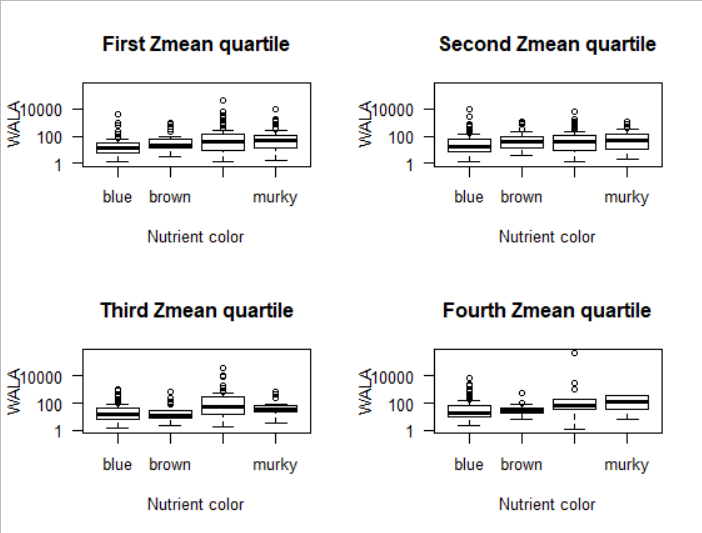 First Zmean quartile
WALA
10000
100
1
blue brown murky
Nutrient color
Second Zmean quartile
WALA
10000
100
1
blue brown murky
Nutrient color
Third Zmean quartile
WALA
10000
100
1
blue brown murky
Nutrient color
Fourth Zmean quartile
WALA
10000
100
1
blue brown murky
Nutrient color